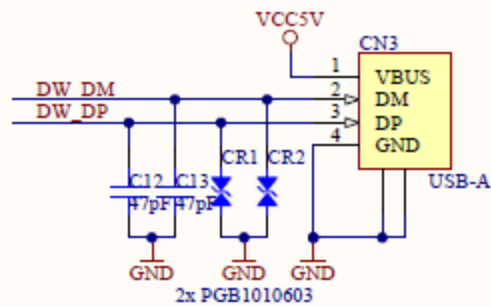 VCC5V
CN3
1 VBUS
DW_DM 2 DM
DW_DP 3 DP
4 GND
CR1 CR2
C12 C13
USB-A
47pF 47pF
GND GND GND
2x PGB1010603